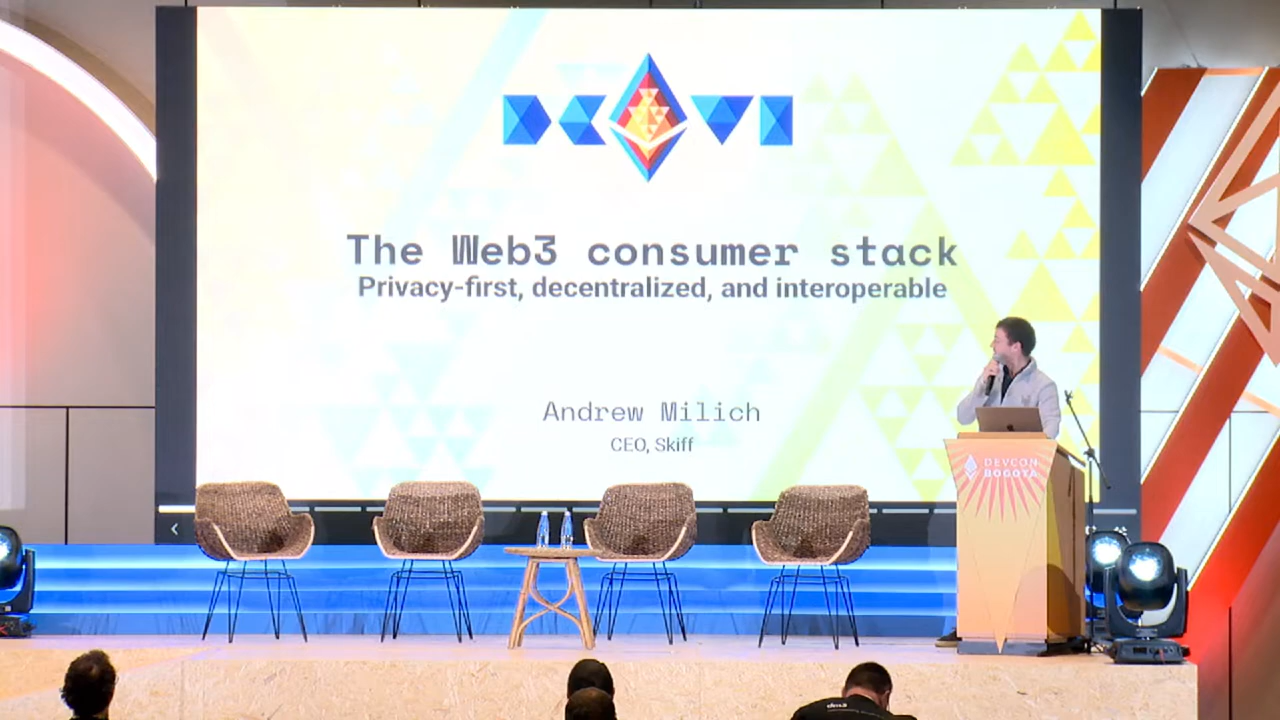 The Web3 consumer stack
Privacy-first, decentralized, and interoperable
Andrew Milich
CEO, Skiff
DEVCON
BOGOTA